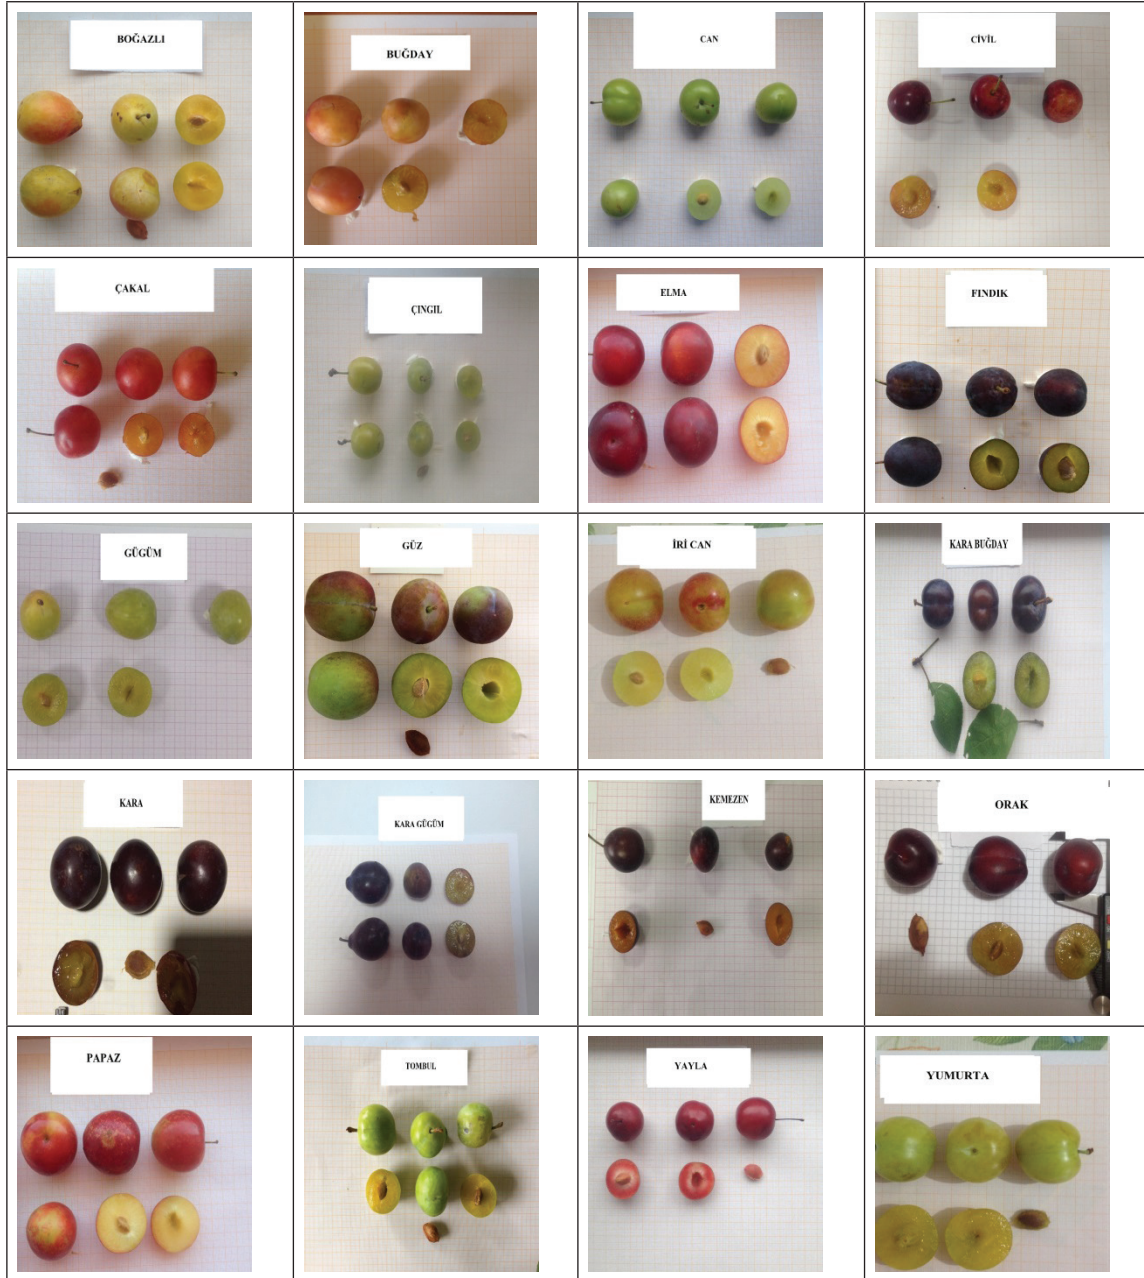 BOĞAZLI
BUĞDAY
CAN
CİVİL
ÇAKAL
ÇINGIL
ELMA
FINDIK
GÜGÜM
GÜZ
İRİ CAN
KARA BUĞDAY
KARA
KARA GÜGÜM
KEMEZEN
ORAK
PAPAZ
TOMBUL
YAYLA
YUMURTA